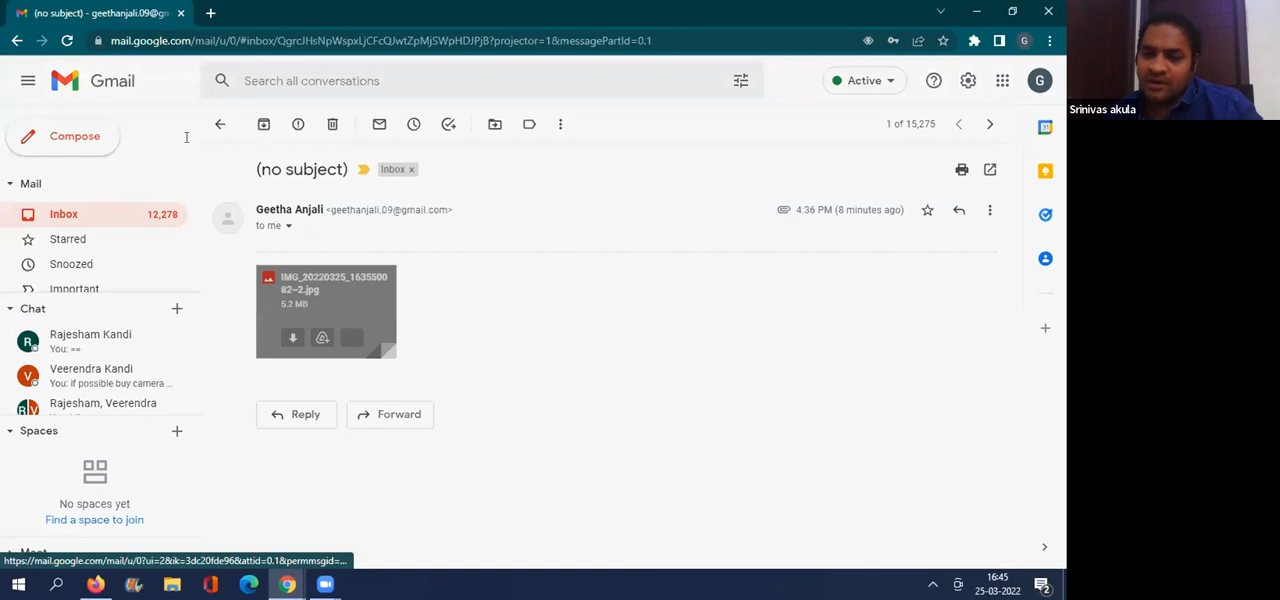 (no subject) - geethanjali.09@gm
mail.google.com/mail/u/0/#inbox/QgrcJHsNpWspxLjCFcQJwtZpMjSWpHDJPjB?projector=1&messagePartId=0.1
G
Gmail
Search all conversations
Active
G
Srinivas akula
Compose
1 of 15,275
(no subject)
Inbox ×
Mail
Inbox 12,278
Geetha Anjali <geethanjali.09@gmail.com>
4:36 PM (8 minutes ago)
to me
Starred
Snoozed
Important
IMG_20220325_1635500
82~2.jpg
5.2 MB
Chat
R
Rajesham Kandi
You: ==
V
Veerendra Kandi
You: if possible buy camera ...
Rajesham, Veerendra
Reply
Forward
Spaces
No spaces yet
Find a space to join
Meet
https://mail.google.com/mail/u/0?ui=2&ik=3dc20fde96&attid=0.1&permmsgid=...
16:45
25-03-2022
2